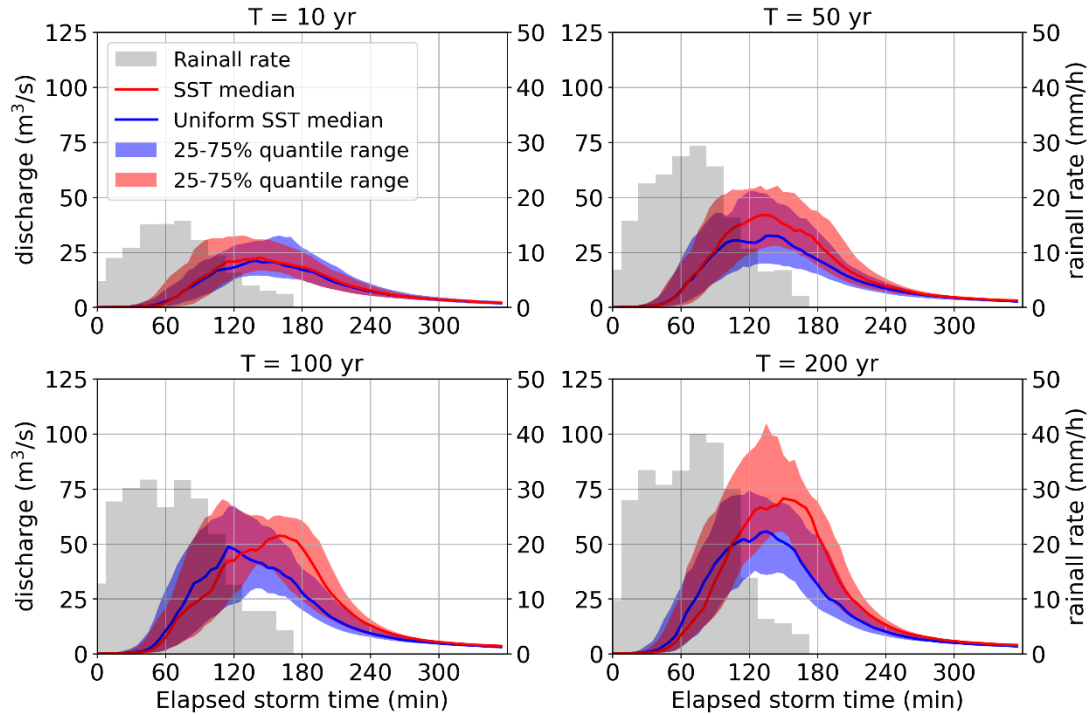 T = 10 yr
T = 50 yr
125
100
75
50
25
0
discharge (m³/s)
Rainall rate
SST median
Uniform SST median
25-75% quantile range
25-75% quantile range
50
40
30
20
10
0
0 60 120 180 240 300
125
100
75
50
25
0
50
40
30
20
10
0
rainfall rate (mm/h)
0 60 120 180 240 300
T = 100 yr
T = 200 yr
125
100
75
50
25
0
discharge (m³/s)
50
40
30
20
10
0
0 60 120 180 240 300
Elapsed storm time (min)
125
100
75
50
25
0
50
40
30
20
10
0
rainfall rate (mm/h)
0 60 120 180 240 300
Elapsed storm time (min)